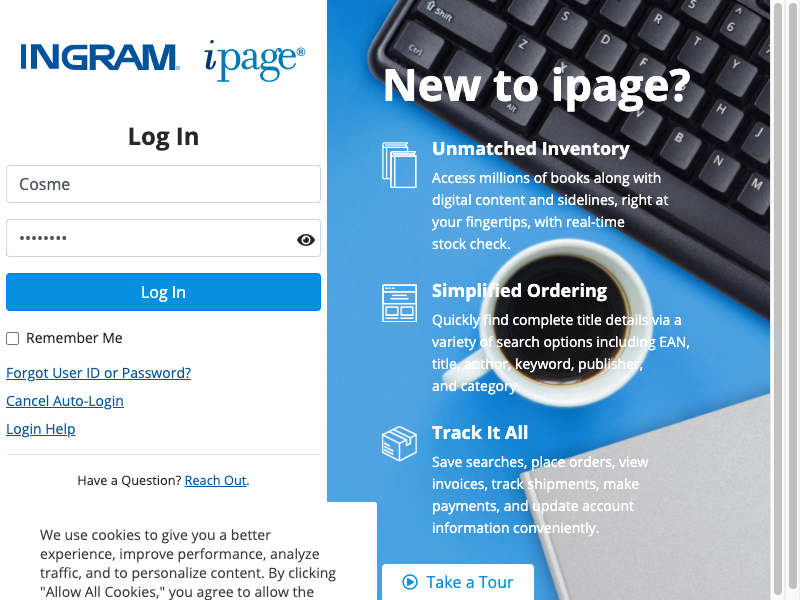 INGRAM ipage®
Log In
Cosme
••••••••
Log In
Remember Me
Forgot User ID or Password?
Cancel Auto-Login
Login Help
Have a Question? Reach Out.
We use cookies to give you a better
experience, improve performance, analyze
traffic, and to personalize content. By clicking
"Allow All Cookies," you agree to allow the
New to ipage?
Unmatched Inventory
Access millions of books along with
digital content and sidelines, right at
your fingertips, with real-time
stock check.
Simplified Ordering
Quickly find complete title details via a
variety of search options including EAN,
title, author, keyword, publisher,
and category.
Track It All
Save searches, place orders, view
invoices, track shipments, make
payments, and update account
information conveniently.
Take a Tour